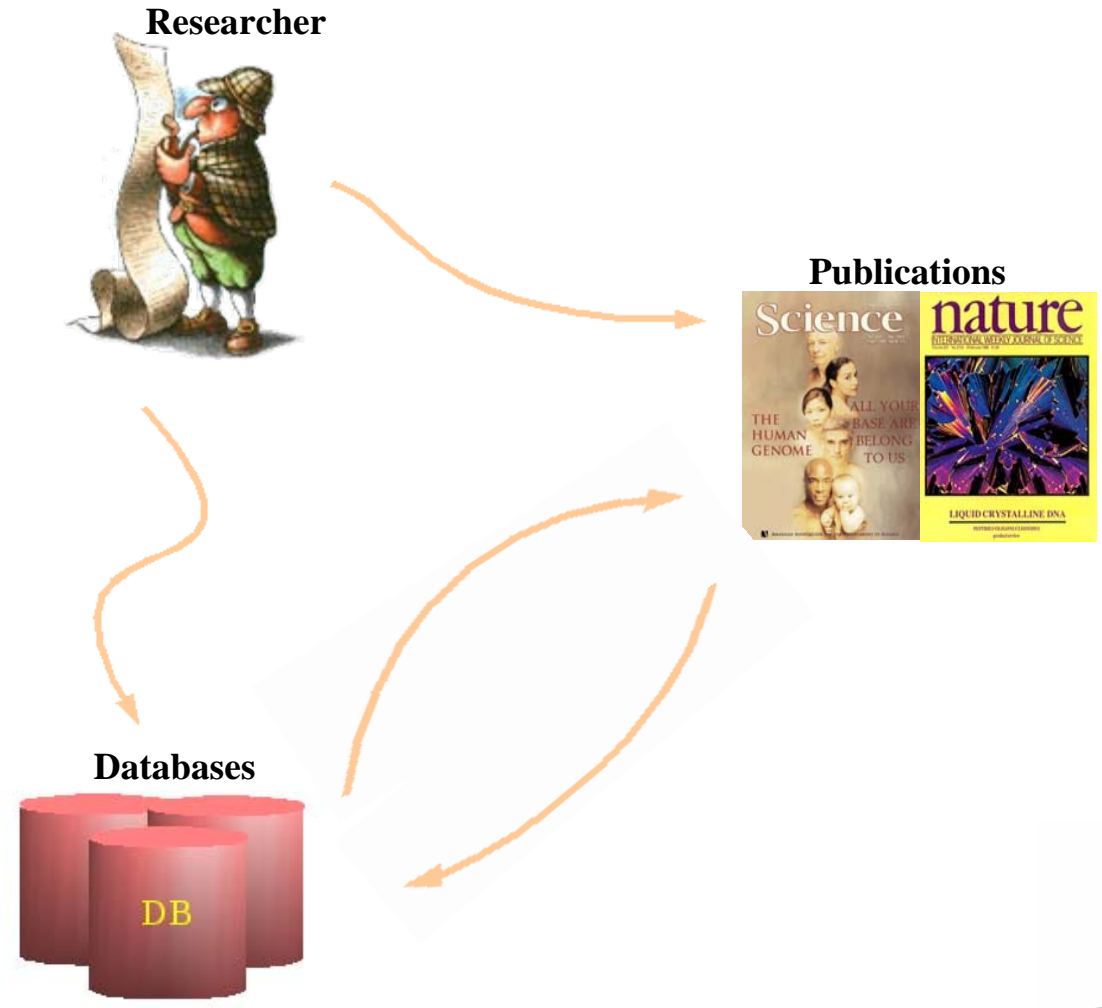 Researcher
Publications
Science
THE
HUMAN
GENOME
ALL YOUR
BASE ARE
BELONG
TO US
nature
INTERNATIONAL WEEKLY JOURNAL OF SCIENCE
LIQUID CRYSTALLINE DNA
Databases
DB